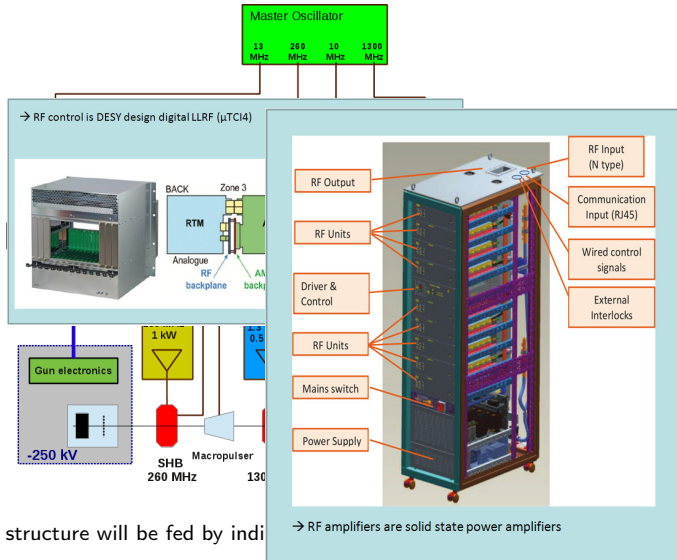 Master Oscillator
13 260 10 1300
MHz MHz MHz MHz
→ RF control is DESY design digital LLRF (μTCl4)
BACK Zone 3
RTM
Analogue
RF
backplane
1 kW
0.5
Gun electronics
-250 kV
SHB
260 MHz
Macropulser
130
structure will be fed by indi
RF Output
RF Units
Driver &
Control
RF Units
Mains switch
Power Supply
RF Input
(N type)
Communication
Input (RJ45)
Wired control
signals
External
Interlocks
→ RF amplifiers are solid state power amplifiers